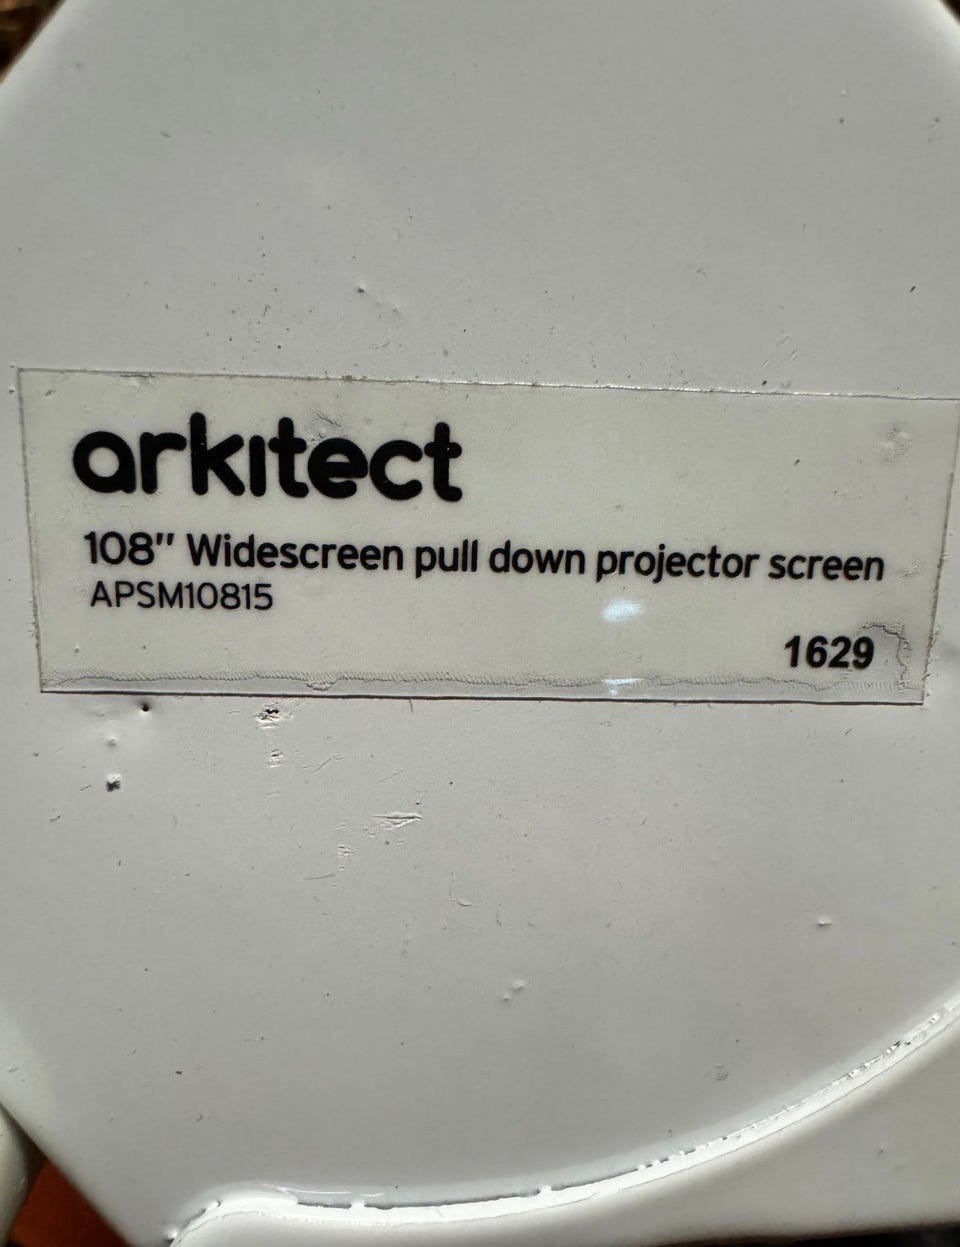 arkitect
108" Widescreen pull down projector screen
APSM10815
1629